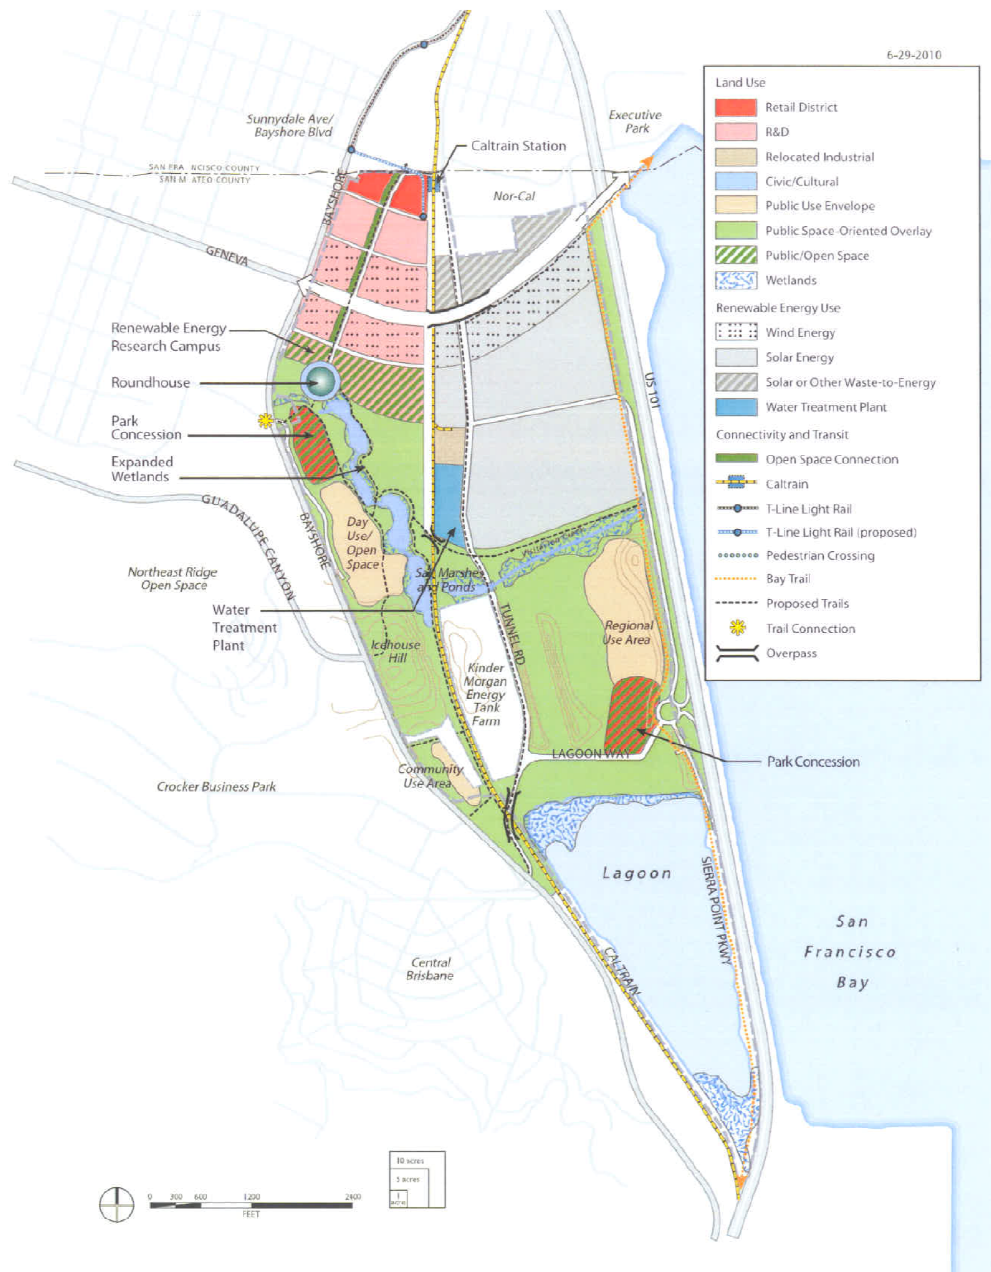 6-29-2010
Land Use
Retail District
R&D
Relocated Industrial
Civic/Cultural
Public Use Envelope
Public Space-Oriented Overlay
Public/Open Space
Wetlands
Renewable Energy Use
Wind Energy
Solar Energy
Solar or Other Waste-to-Energy
Water Treatment Plant
Connectivity and Transit
Open Space Connection
Caltrain
T-Line Light Rail
T-Line Light Rail (proposed)
Pedestrian Crossing
Bay Trail
Proposed Trails
Trail Connection
Overpass
Sunnydale Ave/
Bayshore Blvd
Executive
Park
Caltrain Station
SAN FRANCISCO COUNTY
SAN MATEO COUNTY
BAYSHORE
Nor-Cal
GENEVA
Renewable Energy
Research Campus
Roundhouse
US 101
Park
Concession
Expanded
Wetlands
GUADALUPE CANYON
BAYSHORE
Day
Use/
Open
Space
Northeast Ridge
Open Space
Salt Marshes
and Ponds
Water
Treatment
Plant
TUNNEL RD
Regional
Use Area
Icehouse
Hill
Kinder
Morgan
Energy
Tank
Farm
LAGOON WAY
Park Concession
Community
Use Area
Crocker Business Park
Lagoon
SIERRA POINT PKWY
San
Francisco
Bay
Central
Brisbane
CALTRAIN
10 acres
5 acres
1
acres
0 300 600 1200 2400
FEET